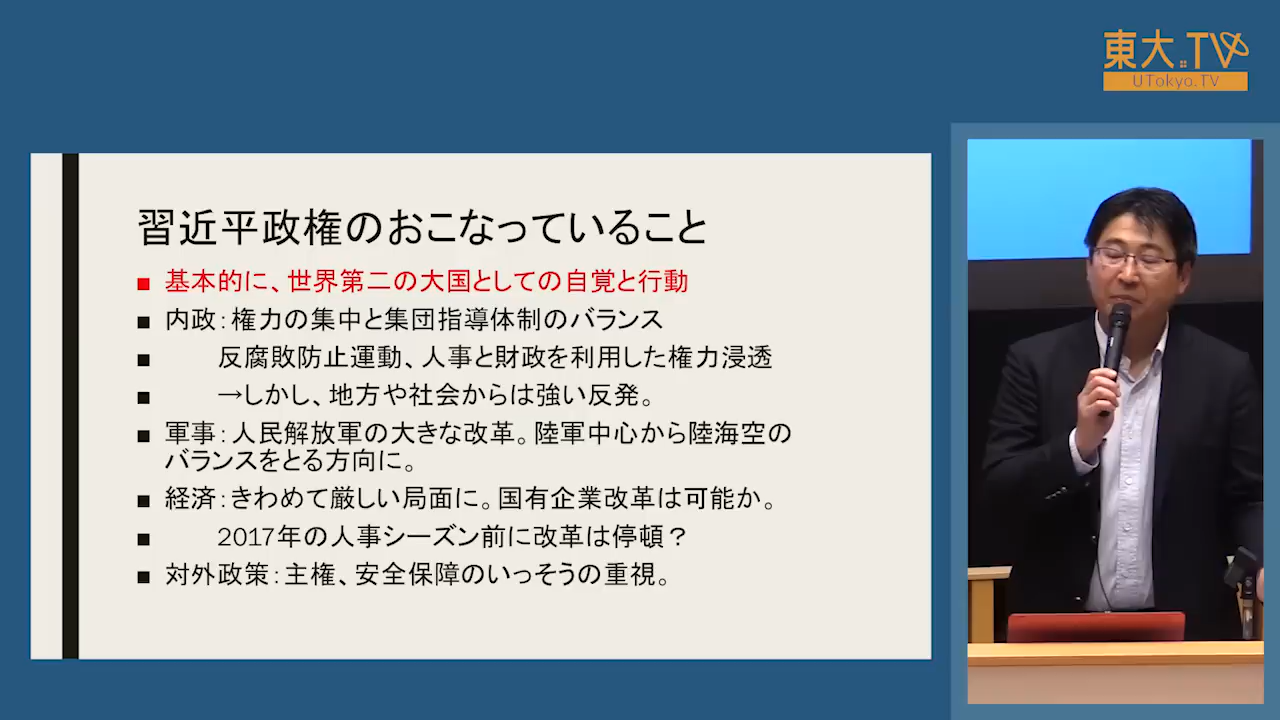 東大.TV
UTokyo.TV
習近平政権のおこなっていること
■ 基本的に、世界第二の大国としての自覚と行動
■ 内政：権力の集中と集団指導体制のバランス
■ 反腐敗防止運動、人事と財政を利用した権力浸透
■ →しかし、地方や社会からは強い反発。
■ 軍事：人民解放軍の大きな改革。陸軍中心から陸海空の
バランスをとる方向に。
■ 経済：きわめて厳しい局面に。国有企業改革は可能か。
■ 2017年の人事シーズン前に改革は停頓？
■ 対外政策：主権、安全保障のいっそうの重視。